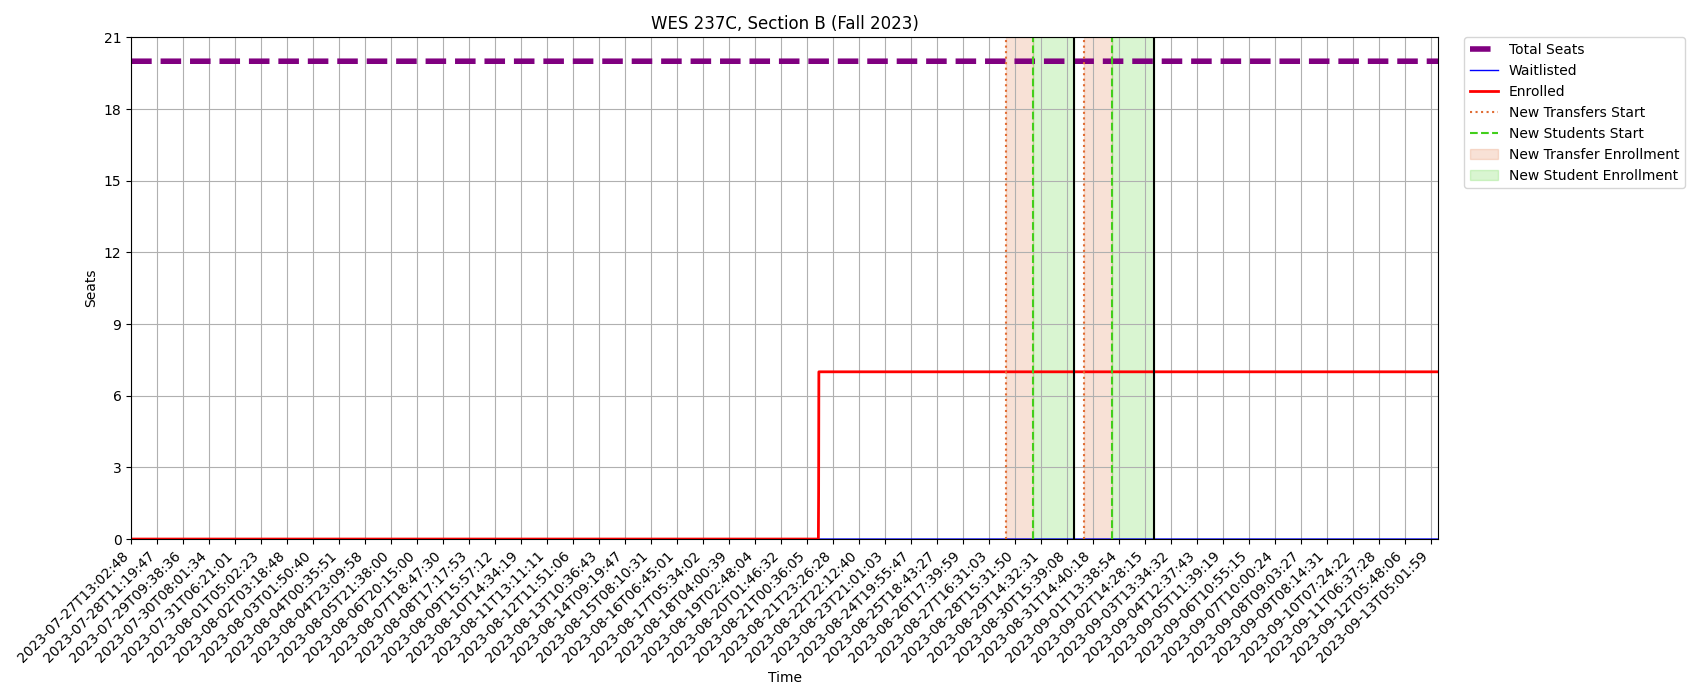 WES 237C, Section B (Fall 2023)
21
18
15
12
9
6
3
0
Seats
2023-07-27T13:02:48
2023-07-28T11:19:47
2023-07-29T09:38:36
2023-07-30T08:01:34
2023-07-31T06:21:01
2023-08-01T05:02:23
2023-08-02T03:18:48
2023-08-03T01:50:40
2023-08-04T00:35:51
2023-08-04T23:09:58
2023-08-05T21:38:00
2023-08-06T20:15:00
2023-08-07T18:47:30
2023-08-08T17:17:53
2023-08-09T15:57:12
2023-08-10T14:34:19
2023-08-11T13:11:11
2023-08-12T11:51:06
2023-08-13T10:36:43
2023-08-14T09:19:47
2023-08-15T08:10:31
2023-08-16T06:45:01
2023-08-17T05:34:02
2023-08-18T04:00:39
2023-08-19T02:48:04
2023-08-20T01:46:32
2023-08-21T00:36:05
2023-08-21T23:26:28
2023-08-22T22:12:40
2023-08-23T21:01:03
2023-08-24T19:55:47
2023-08-25T18:43:27
2023-08-26T17:39:59
2023-08-27T16:31:03
2023-08-28T15:31:50
2023-08-29T14:32:31
2023-08-30T15:39:08
2023-08-31T14:40:18
2023-09-01T13:38:54
2023-09-02T14:28:15
2023-09-03T13:34:32
2023-09-04T12:37:43
2023-09-05T11:39:19
2023-09-06T10:55:15
2023-09-07T10:00:24
2023-09-08T09:03:27
2023-09-09T08:14:31
2023-09-10T07:24:22
2023-09-11T06:37:28
2023-09-12T05:48:06
2023-09-13T05:01:59
Time
Total Seats
Waitlisted
Enrolled
New Transfers Start
New Students Start
New Transfer Enrollment
New Student Enrollment